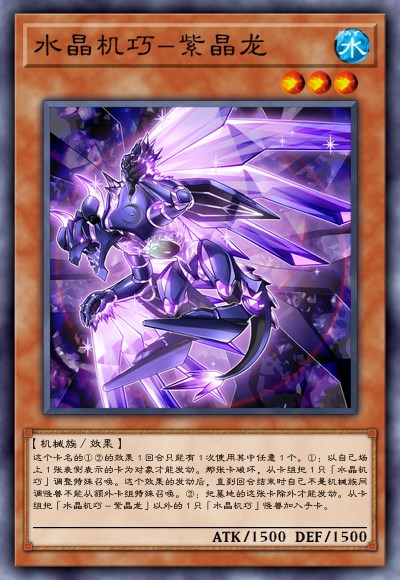 水晶机巧-紫晶龙
水
【机械族/效果】
这个卡名的①②的效果1回合只能有1次使用其中任意1个。①：以自己场
上1张表侧表示的卡为对象才能发动。那张卡破坏，从卡组把1只「水晶机
巧」调整特殊召唤。这个效果的发动后，直到回合结束时自己不是机械族同
调怪兽不能从额外卡组特殊召唤。②：把墓地的这张卡除外才能发动。从卡
组把「水晶机巧-紫晶龙」以外的1只「水晶机巧」怪兽加入手卡。
ATK/1500 DEF/1500